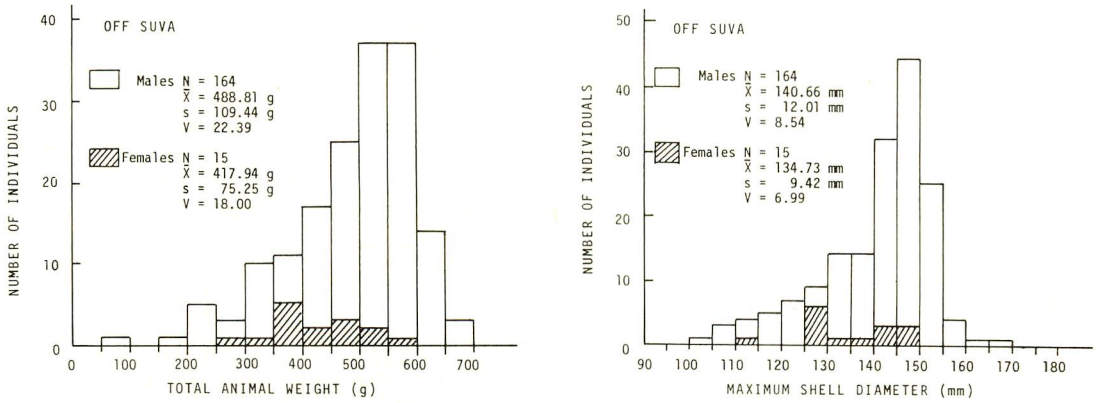 40
30
20
10
0
NUMBER OF INDIVIDUALS
OFF SUVA
Males N = 164
X̄ = 488.81 g
s = 109.44 g
V = 22.39
Females N = 15
X̄ = 417.94 g
s = 75.25 g
V = 18.00
0 100 200 300 400 500 600 700
TOTAL ANIMAL WEIGHT (g)
50
40
30
20
10
0
NUMBER OF INDIVIDUALS
OFF SUVA
Males N = 164
X̄ = 140.66 mm
s = 12.01 mm
V = 8.54
Females N = 15
X̄ = 134.73 mm
s = 9.42 mm
V = 6.99
90 100 110 120 130 140 150 160 170 180
MAXIMUM SHELL DIAMETER (mm)